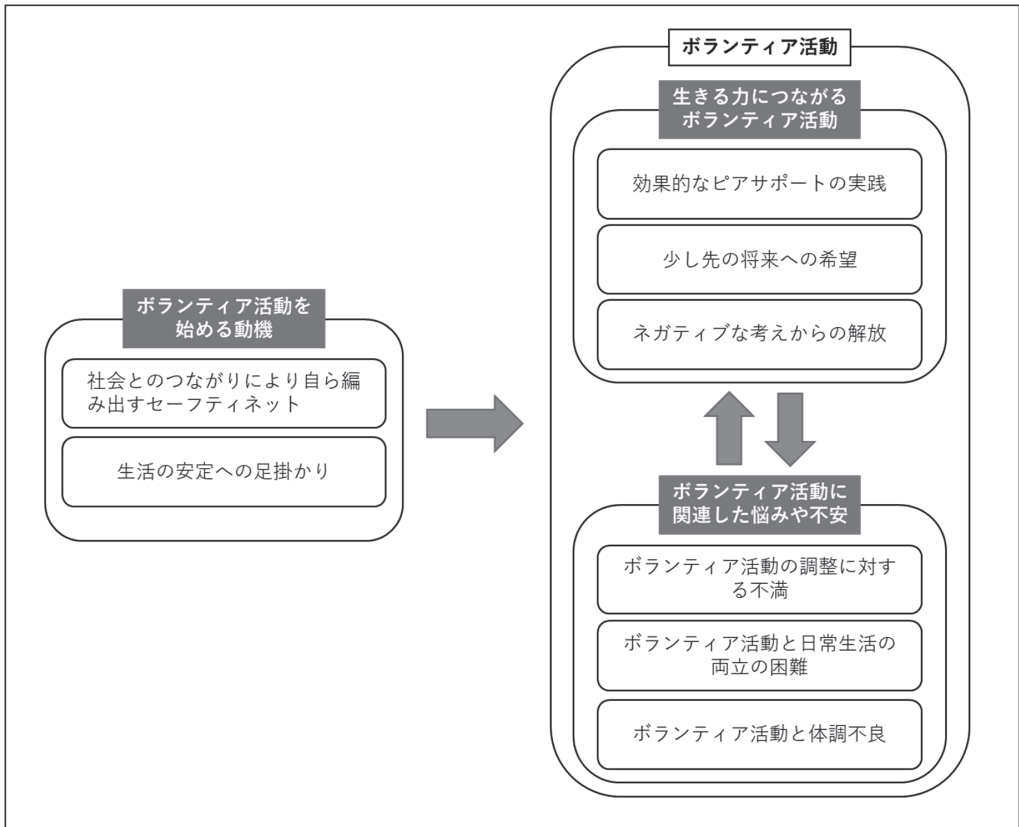 ボランティア活動を
始める動機
社会とのつながりにより自ら編
み出すセーフティネット
生活の安定への足掛かり
ボランティア活動
生きる力につながる
ボランティア活動
効果的なピアサポートの実践
少し先の将来への希望
ネガティブな考えからの解放
ボランティア活動に
関連した悩みや不安
ボランティア活動の調整に対す
る不満
ボランティア活動と日常生活の
両立の困難
ボランティア活動と体調不良